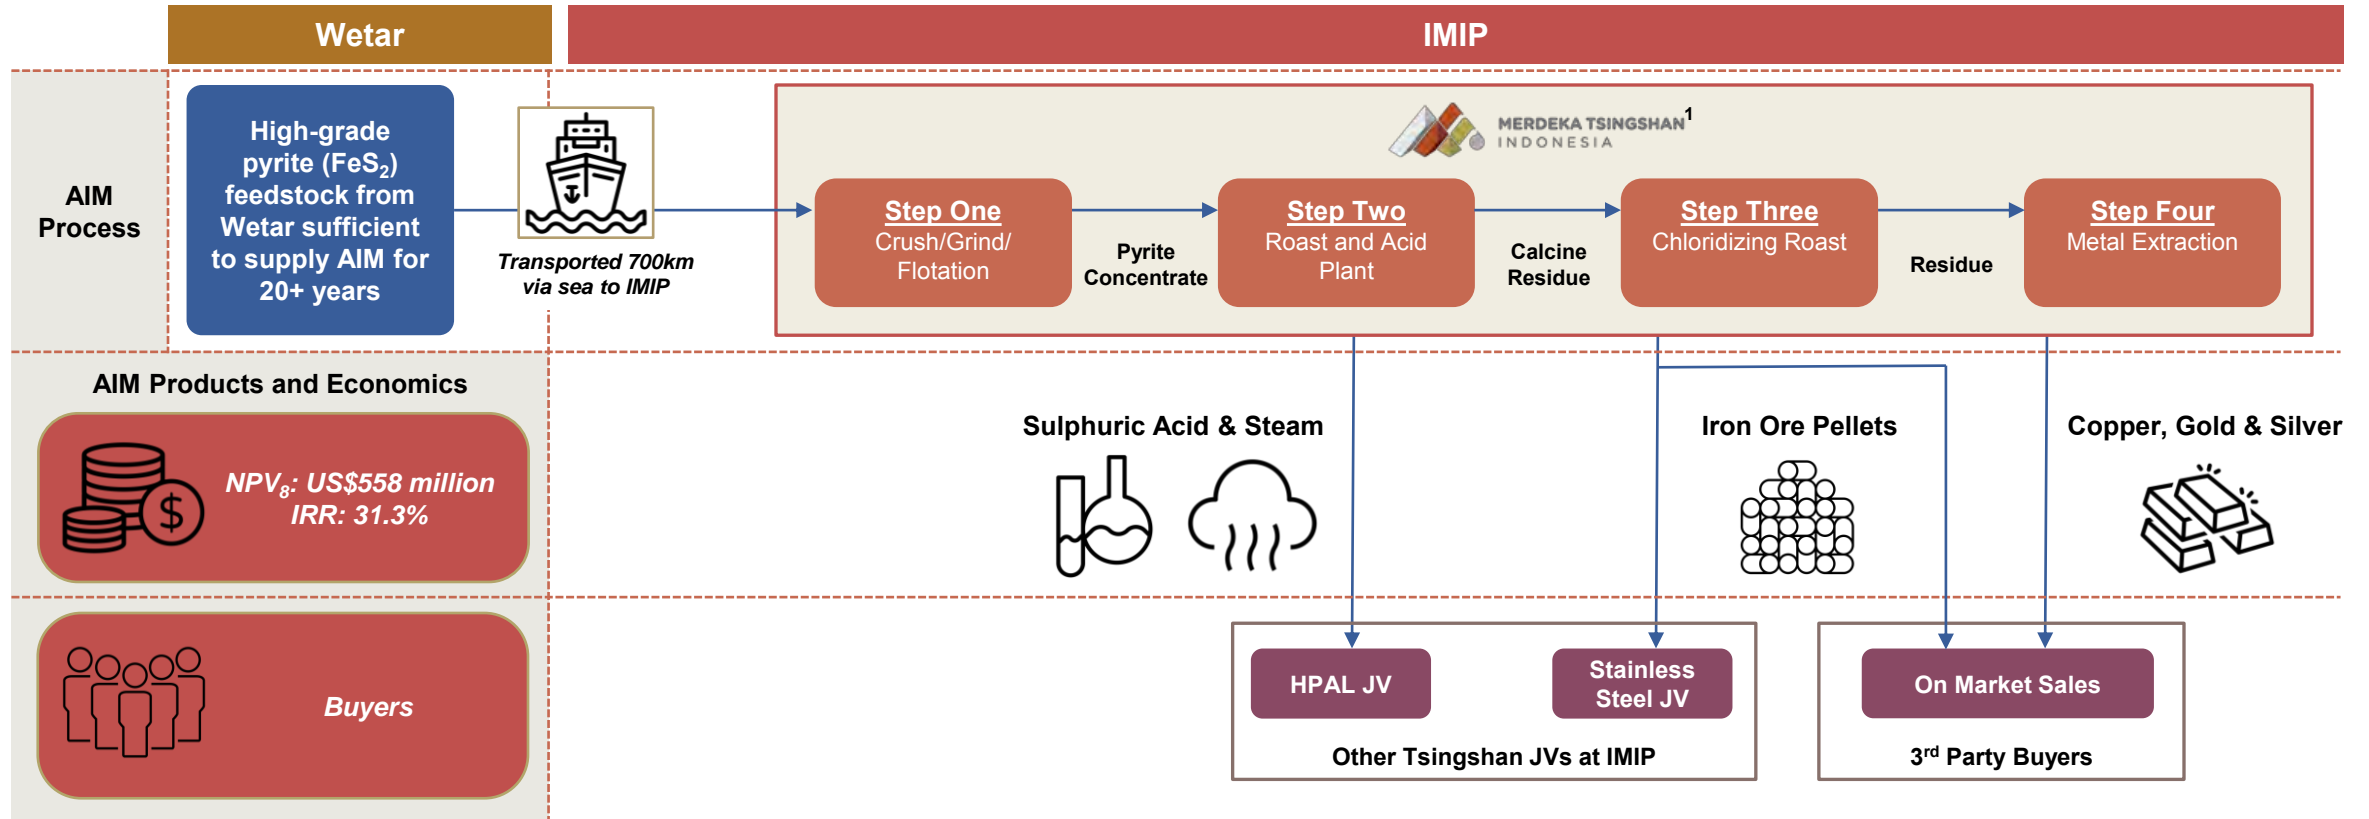 Wetar
IMIP
AIM
Process
High-grade
pyrite (FeS₂)
feedstock from
Wetar sufficient
to supply AIM for
20+ years
Transported 700km
via sea to IMIP
MERDEKA TSINGSHAN¹
INDONESIA
Step One
Crush/Grind/
Flotation
Pyrite
Concentrate
Step Two
Roast and Acid
Plant
Calcine
Residue
Step Three
Chloridizing Roast
Residue
Step Four
Metal Extraction
AIM Products and Economics
$
NPV₈: US$558 million
IRR: 31.3%
Sulphuric Acid & Steam
Iron Ore Pellets
Copper, Gold & Silver
Buyers
HPAL JV
Stainless
Steel JV
Other Tsingshan JVs at IMIP
On Market Sales
3rd Party Buyers